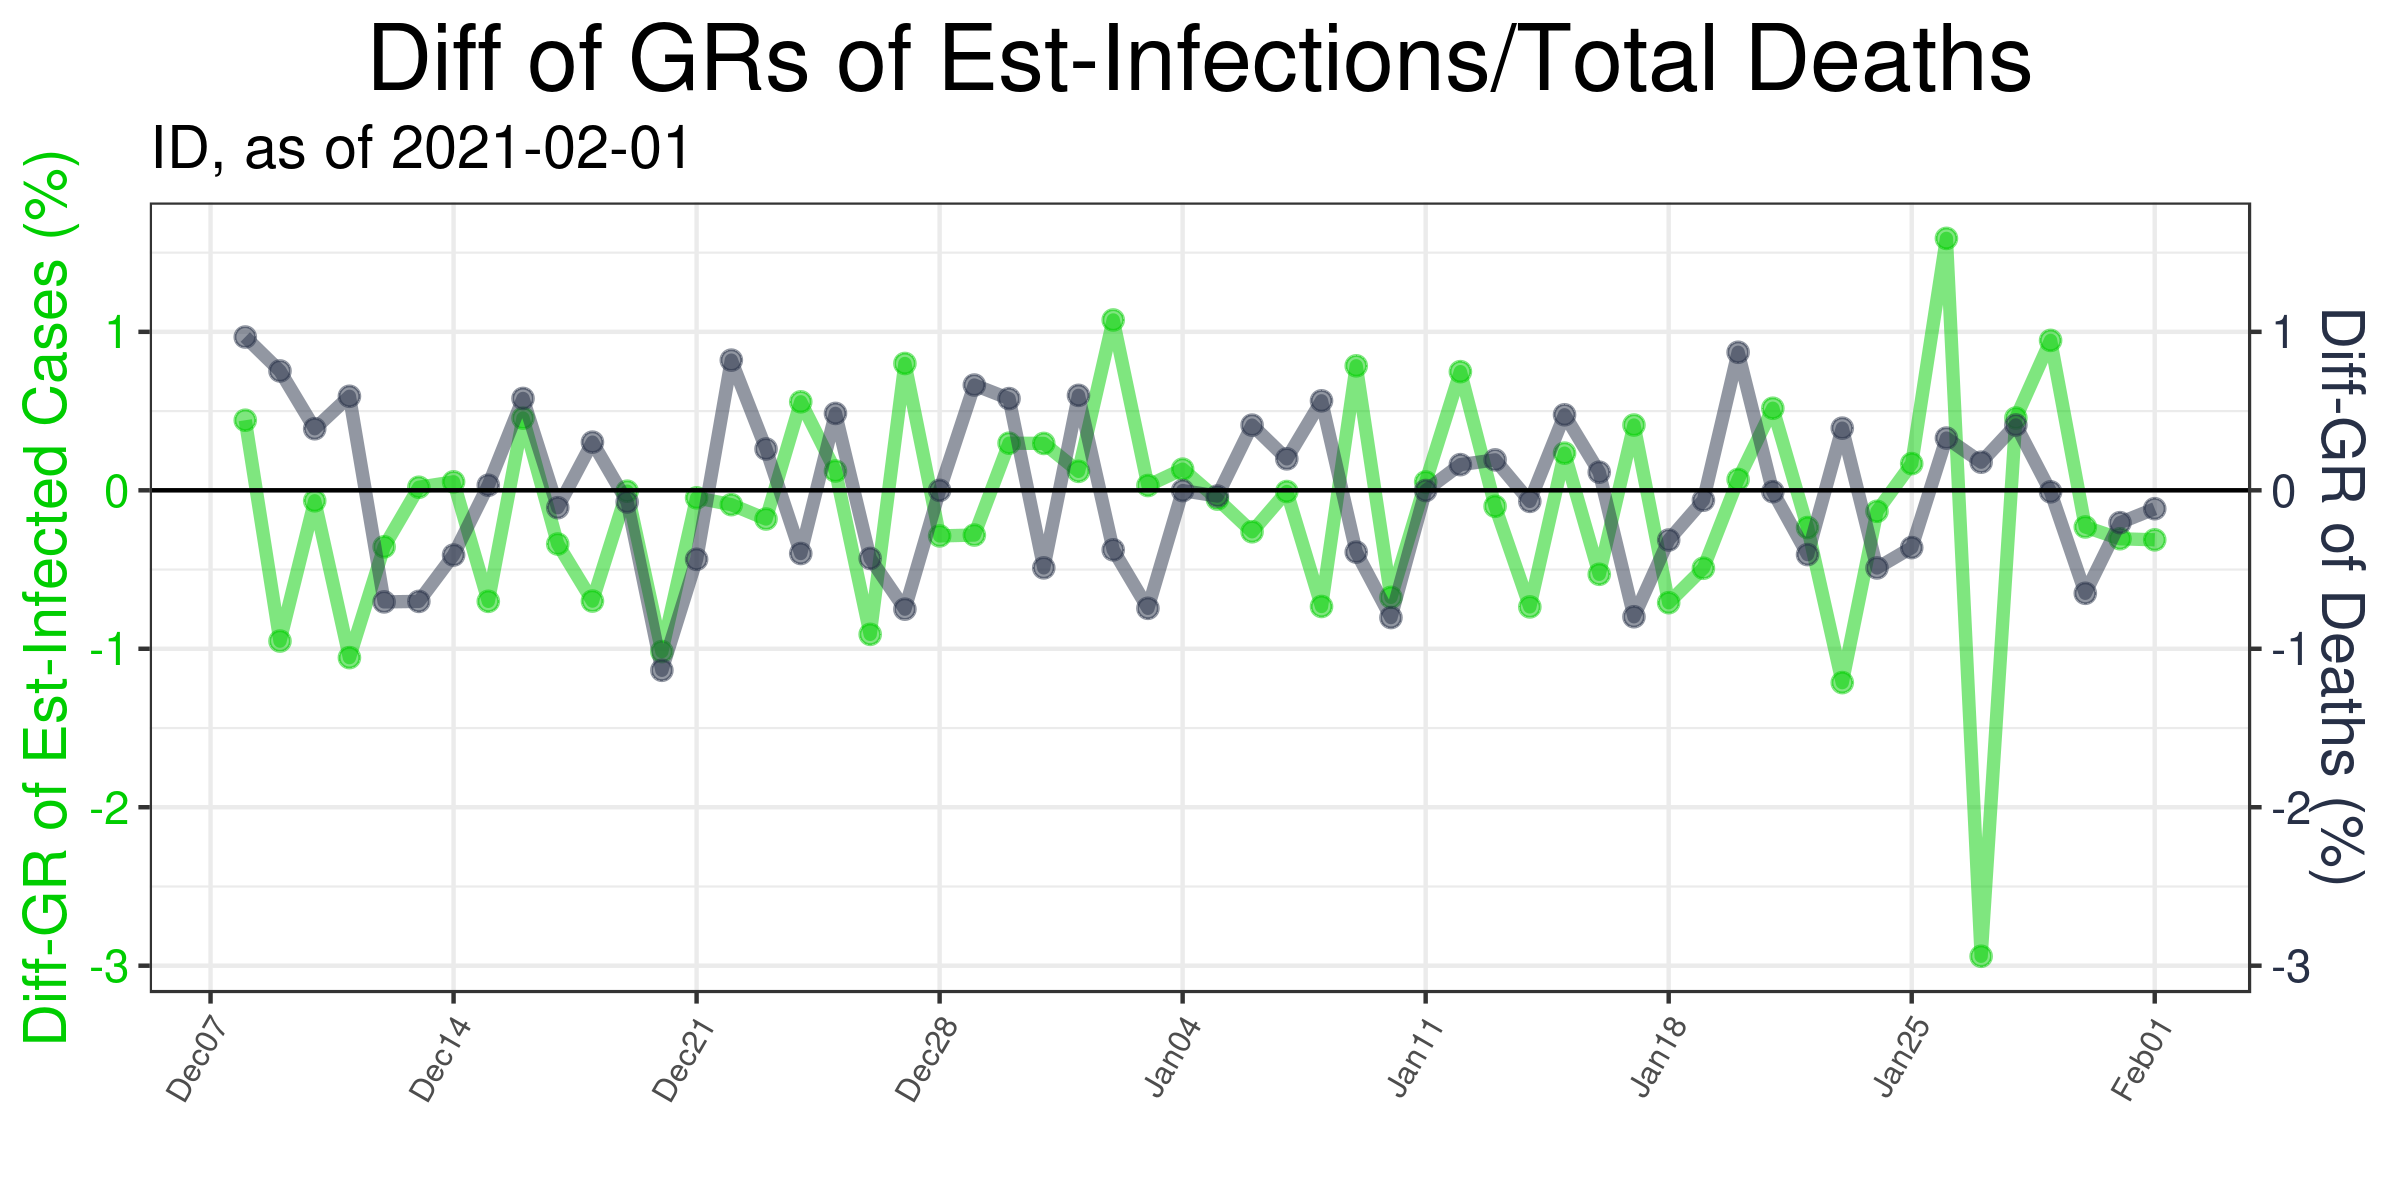 Diff of GRs of Est-Infections/Total Deaths
ID, as of 2021-02-01
Diff-GR of Est-Infected Cases (%)
1
0
-1
-2
-3
1
0
-1
-2
-3
Diff-GR of Deaths (%)
Dec07
Dec14
Dec21
Dec28
Jan04
Jan11
Jan18
Jan25
Feb01